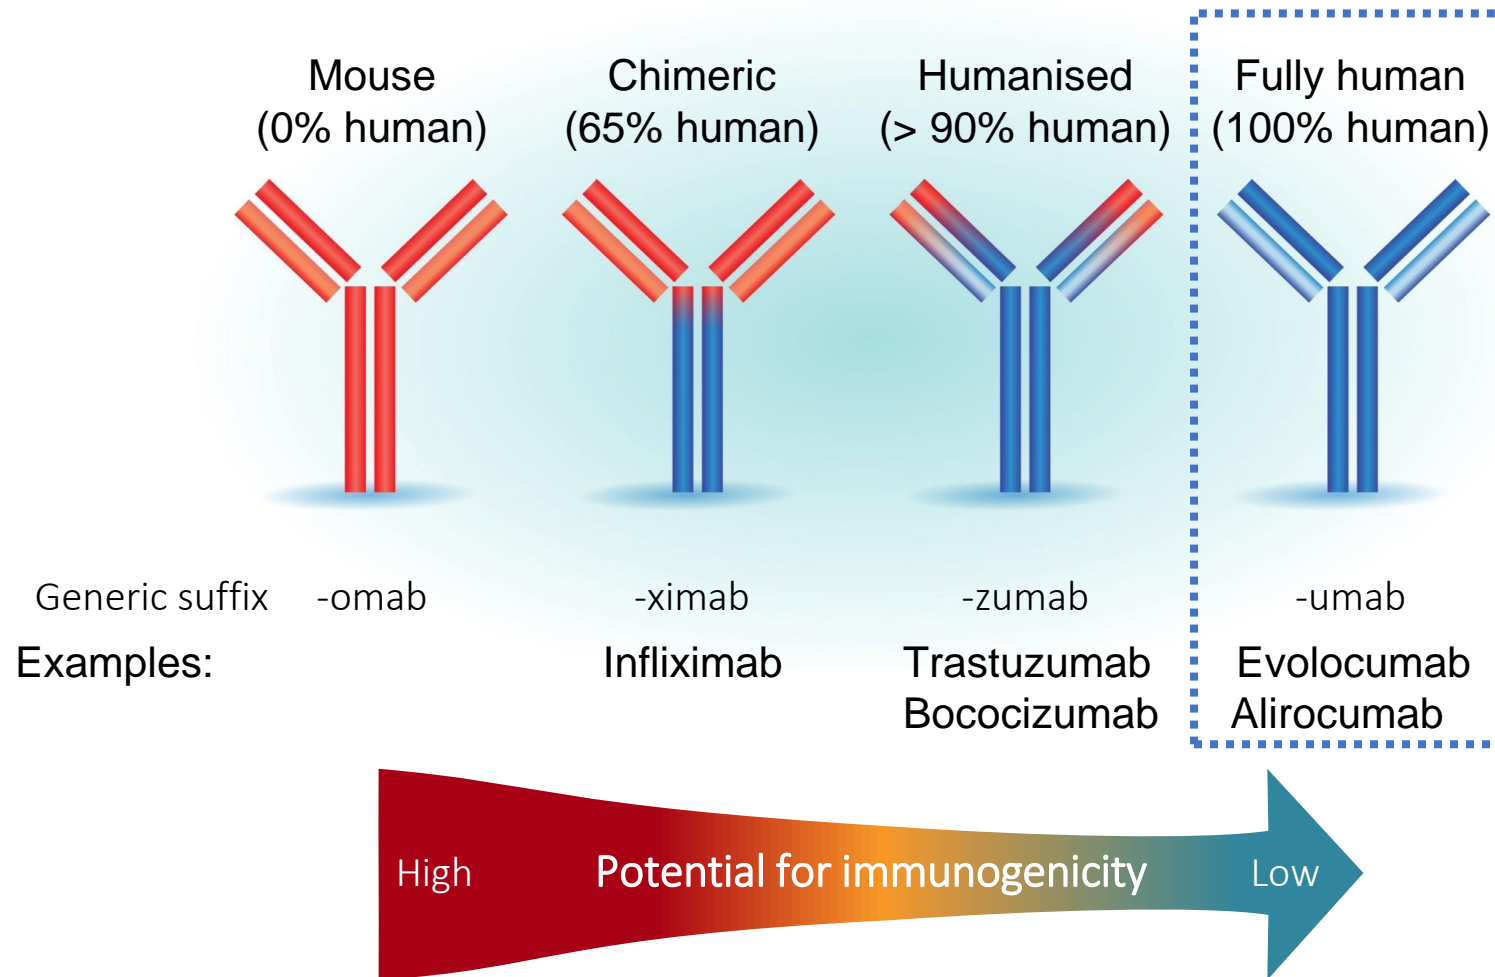 Mouse
(0% human)
Chimeric
(65% human)
Humanised
(> 90% human)
Fully human
(100% human)
Generic suffix -omab -ximab -zumab -umab
Examples: Infliximab Trastuzumab Evolocumab
Bococizumab Alirocumab
High Potential for immunogenicity Low